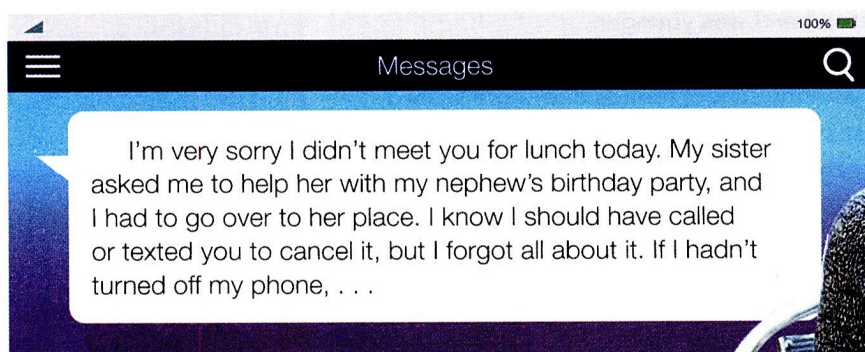 100%
Messages
I'm very sorry I didn't meet you for lunch today. My sister
asked me to help her with my nephew's birthday party, and
I had to go over to her place. I know I should have called
or texted you to cancel it, but I forgot all about it. If I hadn't
turned off my phone, . . .